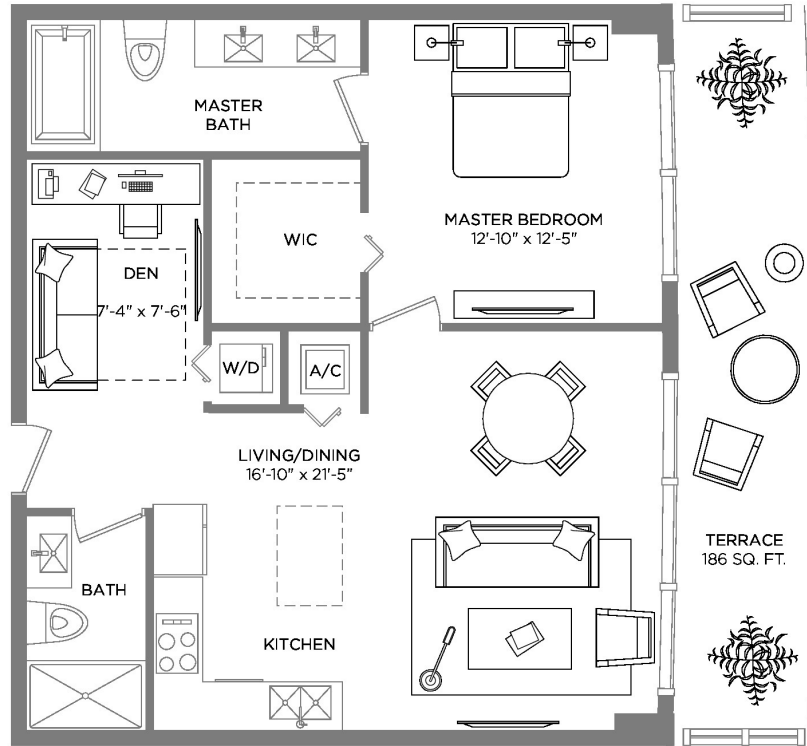 MASTER
BATH
MASTER BEDROOM
12'-10" x 12'-5"
WIC
DEN
7'-4" x 7'-6"
W/D
A/C
LIVING/DINING
16'-10" x 21'-5"
TERRACE
186 SQ. FT.
BATH
KITCHEN